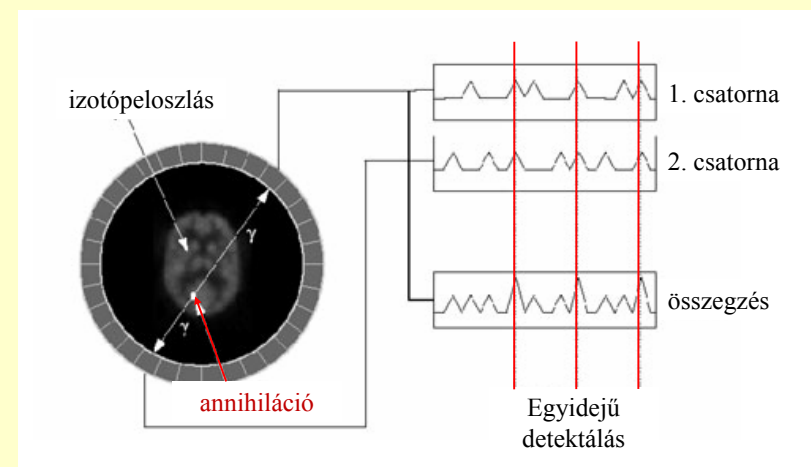 izotópeloszlás
γ
γ
annihiláció
1. csatorna
2. csatorna
összegzés
Egyidejű
detektálás